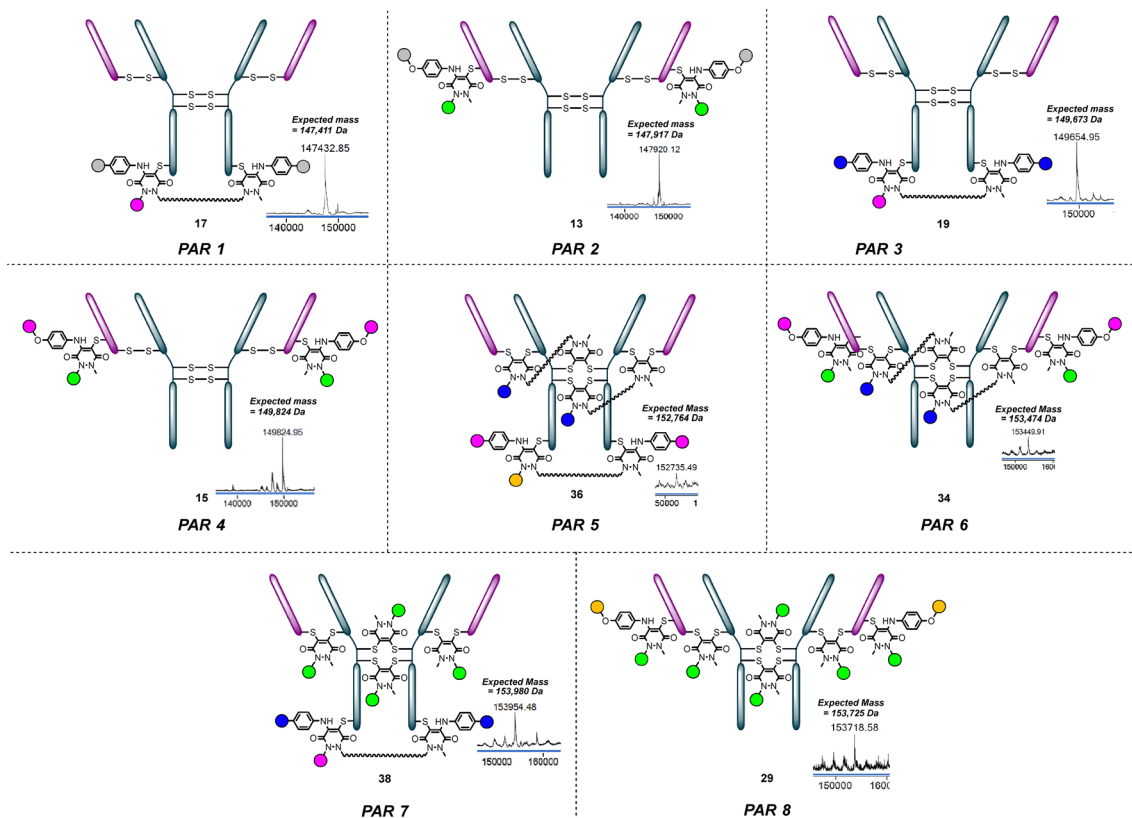 Expected mass
= 147,411 Da
147432.85
140000 150000
17
PAR 1
Expected mass
= 147,917 Da
147920.12
140000 150000
13
PAR 2
Expected mass
= 149,673 Da
149654.95
150000
19
PAR 3
Expected mass
= 149,824 Da
149824.95
140000 150000
15
PAR 4
Expected Mass
= 152,764 Da
152735.49
50000 1
36
PAR 5
Expected Mass
= 153,474 Da
153449.91
150000 1600
34
PAR 6
Expected Mass
= 153,980 Da
153954.48
150000 160000
38
PAR 7
Expected Mass
= 153,725 Da
153718.58
150000 1600
29
PAR 8